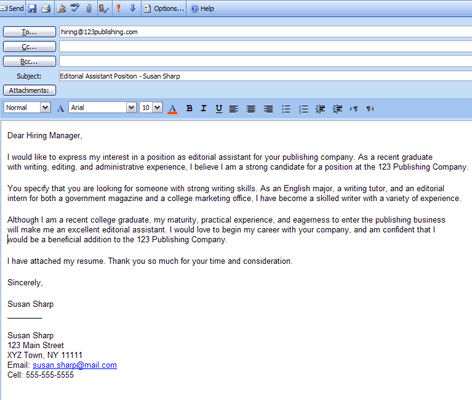 Send Options... Help
To... hiring@123publishing.com
Cc...
Bcc...
Subject: Editorial Assistant Position - Susan Sharp
Attachments:
Normal A Arial 10 A B I U
Dear Hiring Manager,
I would like to express my interest in a position as editorial assistant for your publishing company. As a recent graduate
with writing, editing, and administrative experience, I believe I am a strong candidate for a position at the 123 Publishing Company.
You specify that you are looking for someone with strong writing skills. As an English major, a writing tutor, and an editorial
intern for both a government magazine and a college marketing office, I have become a skilled writer with a variety of experience.
Although I am a recent college graduate, my maturity, practical experience, and eagerness to enter the publishing business
will make me an excellent editorial assistant. I would love to begin my career with your company, and am confident that I
would be a beneficial addition to the 123 Publishing Company.
I have attached my resume. Thank you so much for your time and consideration.
Sincerely,
Susan Sharp
________
Susan Sharp
123 Main Street
XYZ Town, NY 11111
Email: susan.sharp@mail.com
Cell: 555-555-5555